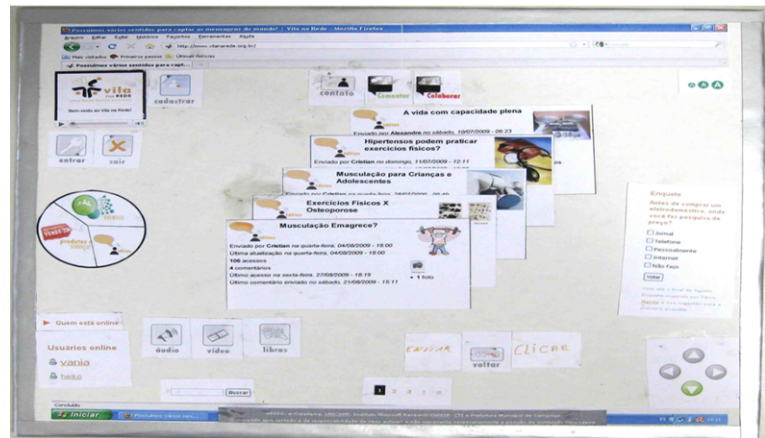 Possuímos vários sentidos para captar as mensagens do mundo! | Vila na Rede - Mozilla Firefox
Arquivo Editar Exibir Histórico Favoritos Ferramentas Ajuda
http://www.vilanarede.org.br/
Mais visitados Primeiros passos Últimas notícias
Possuímos vários sentidos para capt...
vila
na REDE
Bem-vindo ao Vila na Rede!
cadastrar
contato
Comentar
Colaborar
A A A
entrar
sair
A vida com capacidade plena
Enviado por Alexandre no sábado, 10/07/2009 - 08:23
Hipertensos podem praticar
exercícios físicos?
Enviado por Cristian no domingo, 11/07/2009 - 12:11
Musculação para Crianças e
Adolescentes
Exercícios Físicos X
Osteoporose
Musculação Emagrece?
Enviado por Cristian na quarta-feira, 04/08/2009 - 18:00
Última atualização na quarta-feira, 04/08/2009 - 18:00
106 acessos
4 comentários
Último acesso na sexta-feira, 27/08/2009 - 18:19
Último comentário enviado no sábado, 21/08/2009 - 15:11
1 foto
produtos e
serviços
Enquete
Antes de comprar um
eletrodoméstico, onde
você faz pesquisa de
preço?
Jornal
Telefone
Pessoalmente
Internet
Não faço
Votar
Quem está online
Usuários online
vania
heiko
áudio
vídeo
libras
ENVIAR
voltar
CLICAR
Buscar
1 2 3
Concluído
Iniciar
Possuímos vários sen...